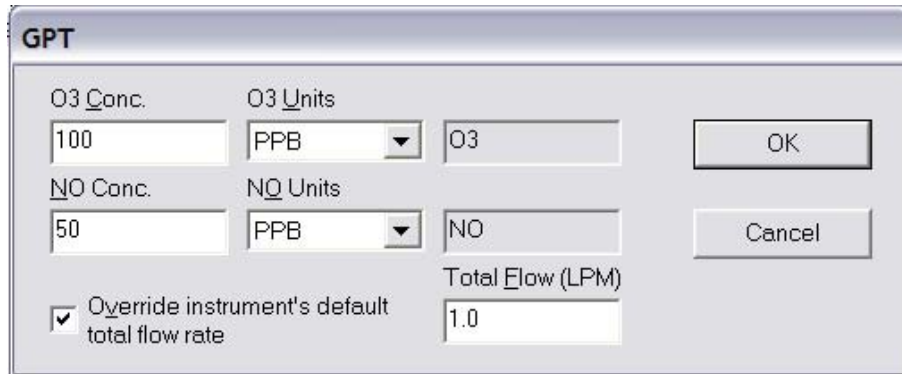 GPT
O3 Conc. O3 Units
100 PPB O3 OK
NO Conc. NO Units
50 PPB NO Cancel
Total Flow (LPM)
Override instrument's default
total flow rate
1.0